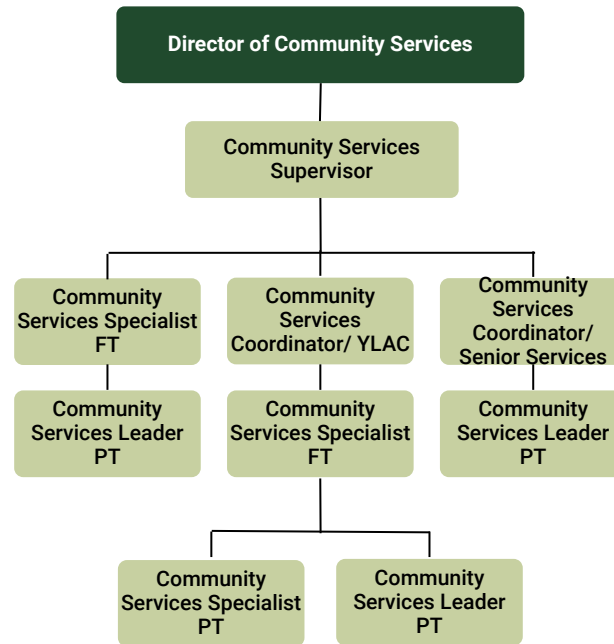 Director of Community Services
Community Services
Supervisor
Community
Services Specialist
FT
Community
Services
Coordinator/ YLAC
Community
Services
Coordinator/
Senior Services
Community
Services Leader
PT
Community
Services Specialist
FT
Community
Services Leader
PT
Community
Services Specialist
PT
Community
Services Leader
PT